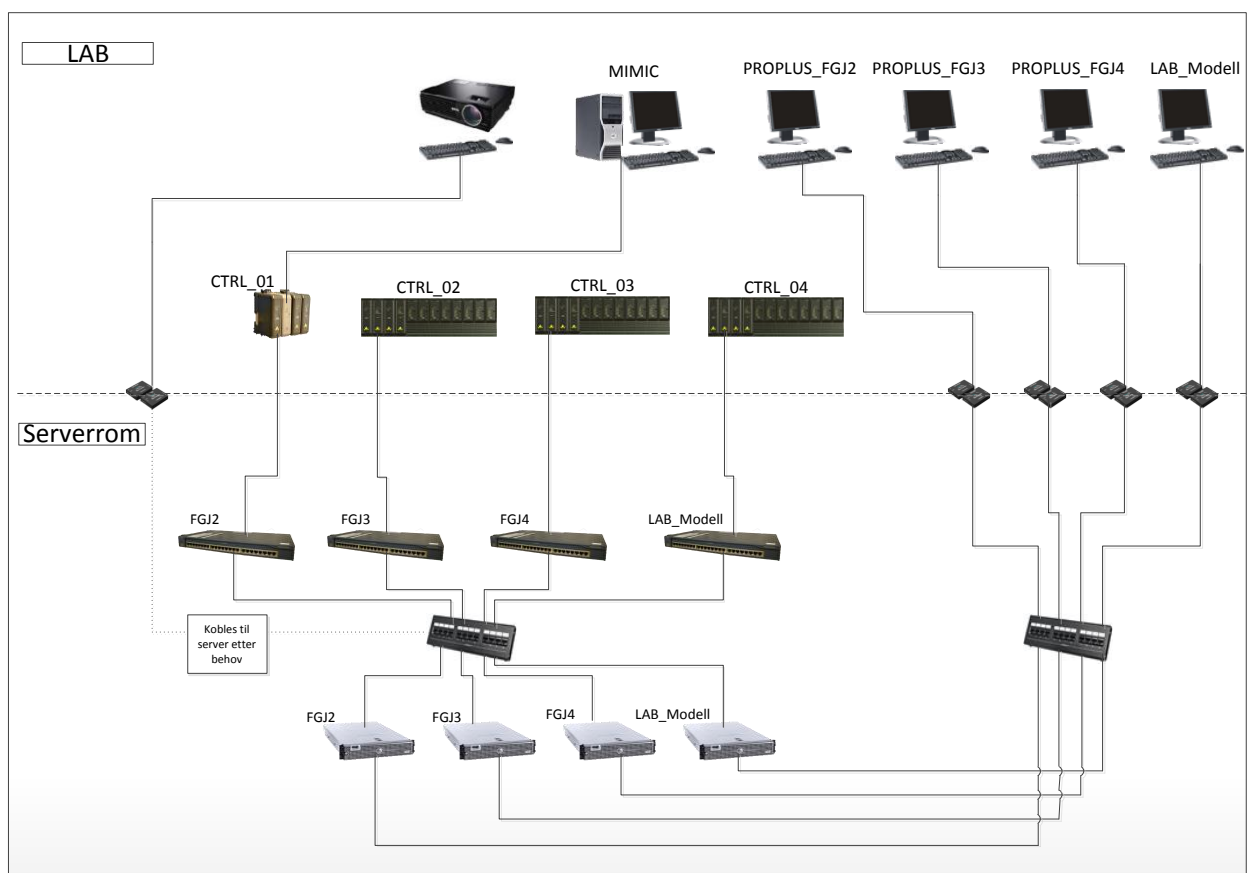 LAB
MIMIC
PROPLUS_FGJ2
PROPLUS_FGJ3
PROPLUS_FGJ4
LAB_Modell
CTRL_01
CTRL_02
CTRL_03
CTRL_04
Serverrom
FGJ2
FGJ3
FGJ4
LAB_Modell
Kobles til
server etter
behov
FGJ2
FGJ3
FGJ4
LAB_Modell